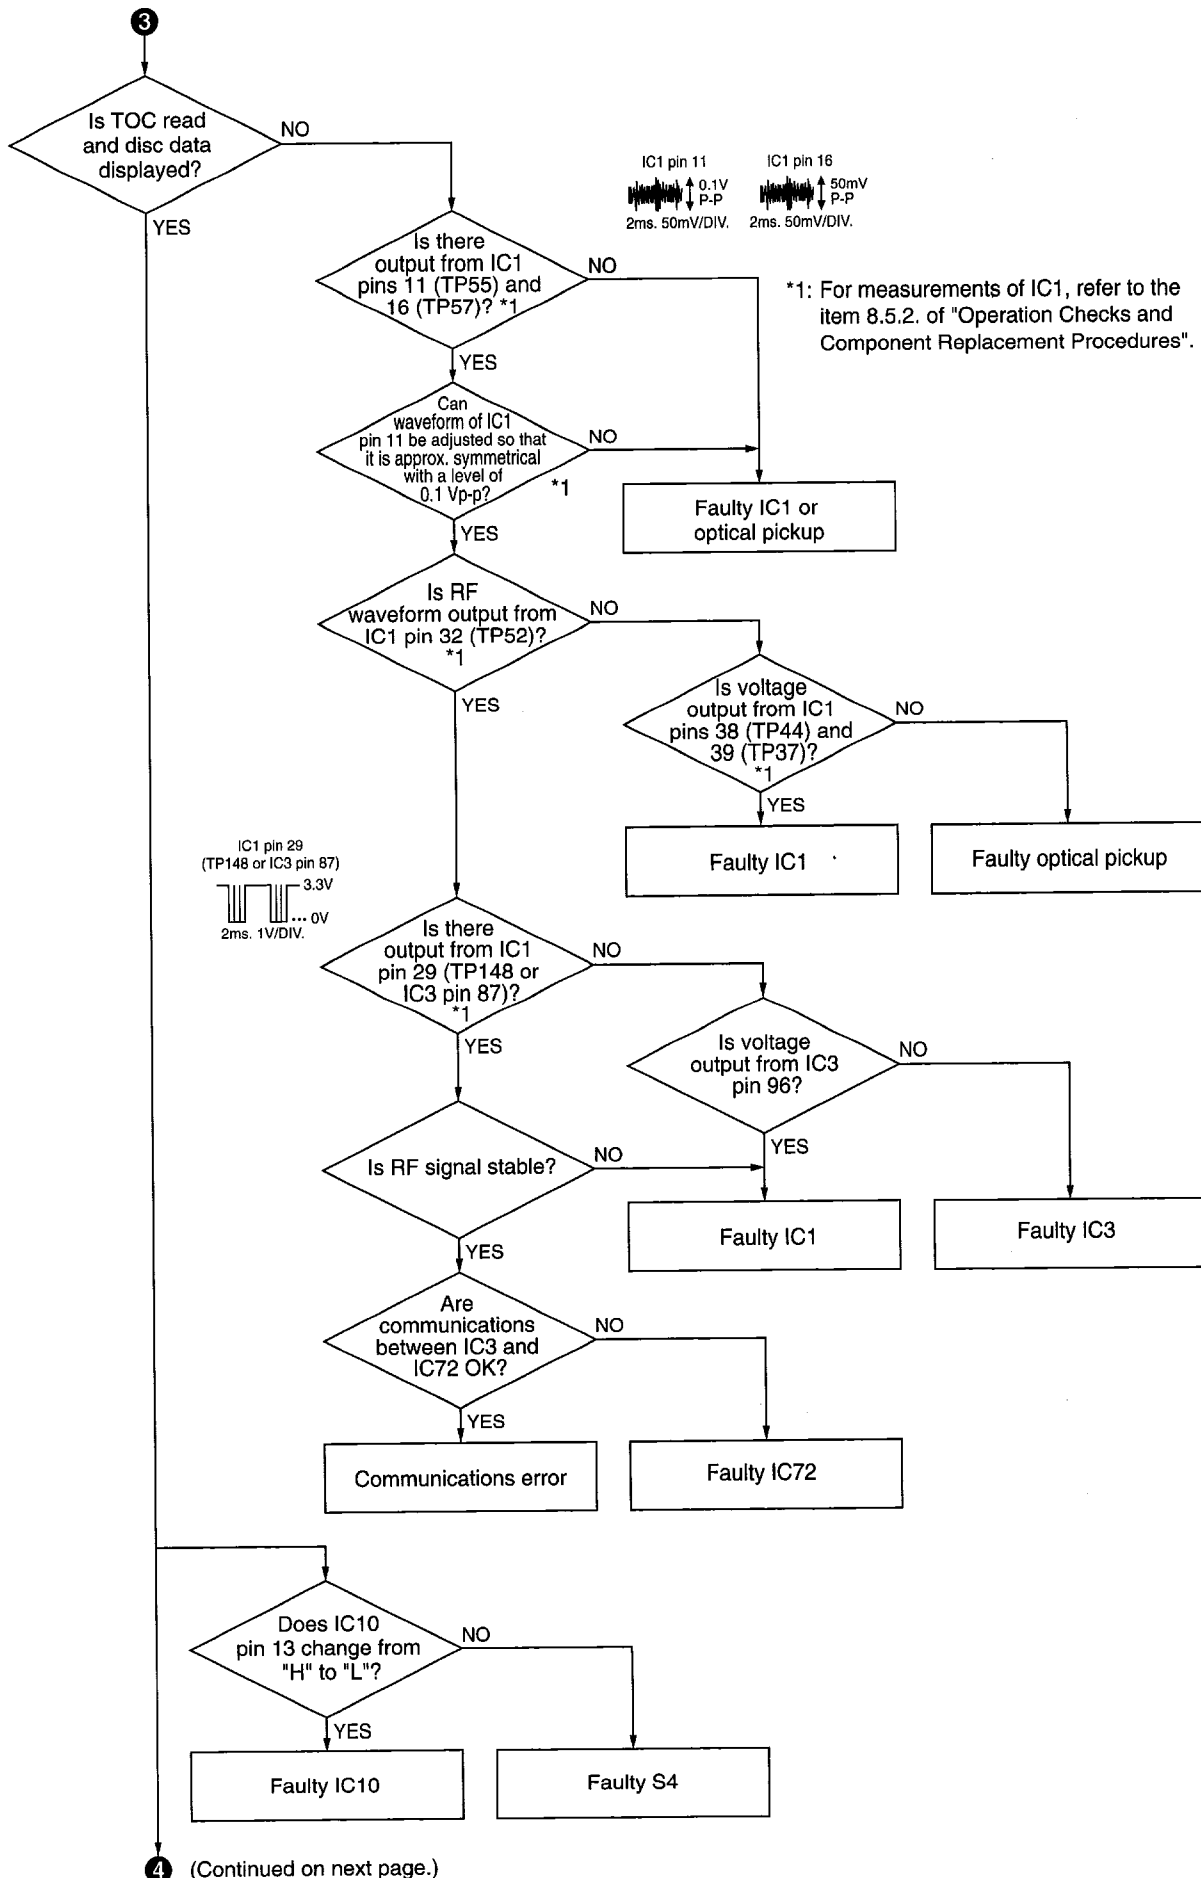 3
Is TOC read
and disc data
displayed?
NO
YES
IC1 pin 11
0.1V
P-P
2ms. 50mV/DIV.
IC1 pin 16
50mV
P-P
2ms. 50mV/DIV.
Is there
output from IC1
pins 11 (TP55) and
16 (TP57)? *1
NO
YES
*1: For measurements of IC1, refer to the
item 8.5.2. of "Operation Checks and
Component Replacement Procedures".
Can
waveform of IC1
pin 11 be adjusted so that
it is approx. symmetrical
with a level of
0.1 Vp-p?
*1
NO
YES
Faulty IC1 or
optical pickup
Is RF
waveform output from
IC1 pin 32 (TP52)?
*1
NO
YES
Is voltage
output from IC1
pins 38 (TP44) and
39 (TP37)?
*1
NO
YES
Faulty IC1
Faulty optical pickup
IC1 pin 29
(TP148 or IC3 pin 87)
3.3V
0V
2ms. 1V/DIV.
Is there
output from IC1
pin 29 (TP148 or
IC3 pin 87)?
*1
NO
YES
Is voltage
output from IC3
pin 96?
NO
YES
Is RF signal stable?
NO
YES
Faulty IC1
Faulty IC3
Are
communications
between IC3 and
IC72 OK?
NO
YES
Communications error
Faulty IC72
Does IC10
pin 13 change from
"H" to "L"?
NO
YES
Faulty IC10
Faulty S4
4 (Continued on next page.)